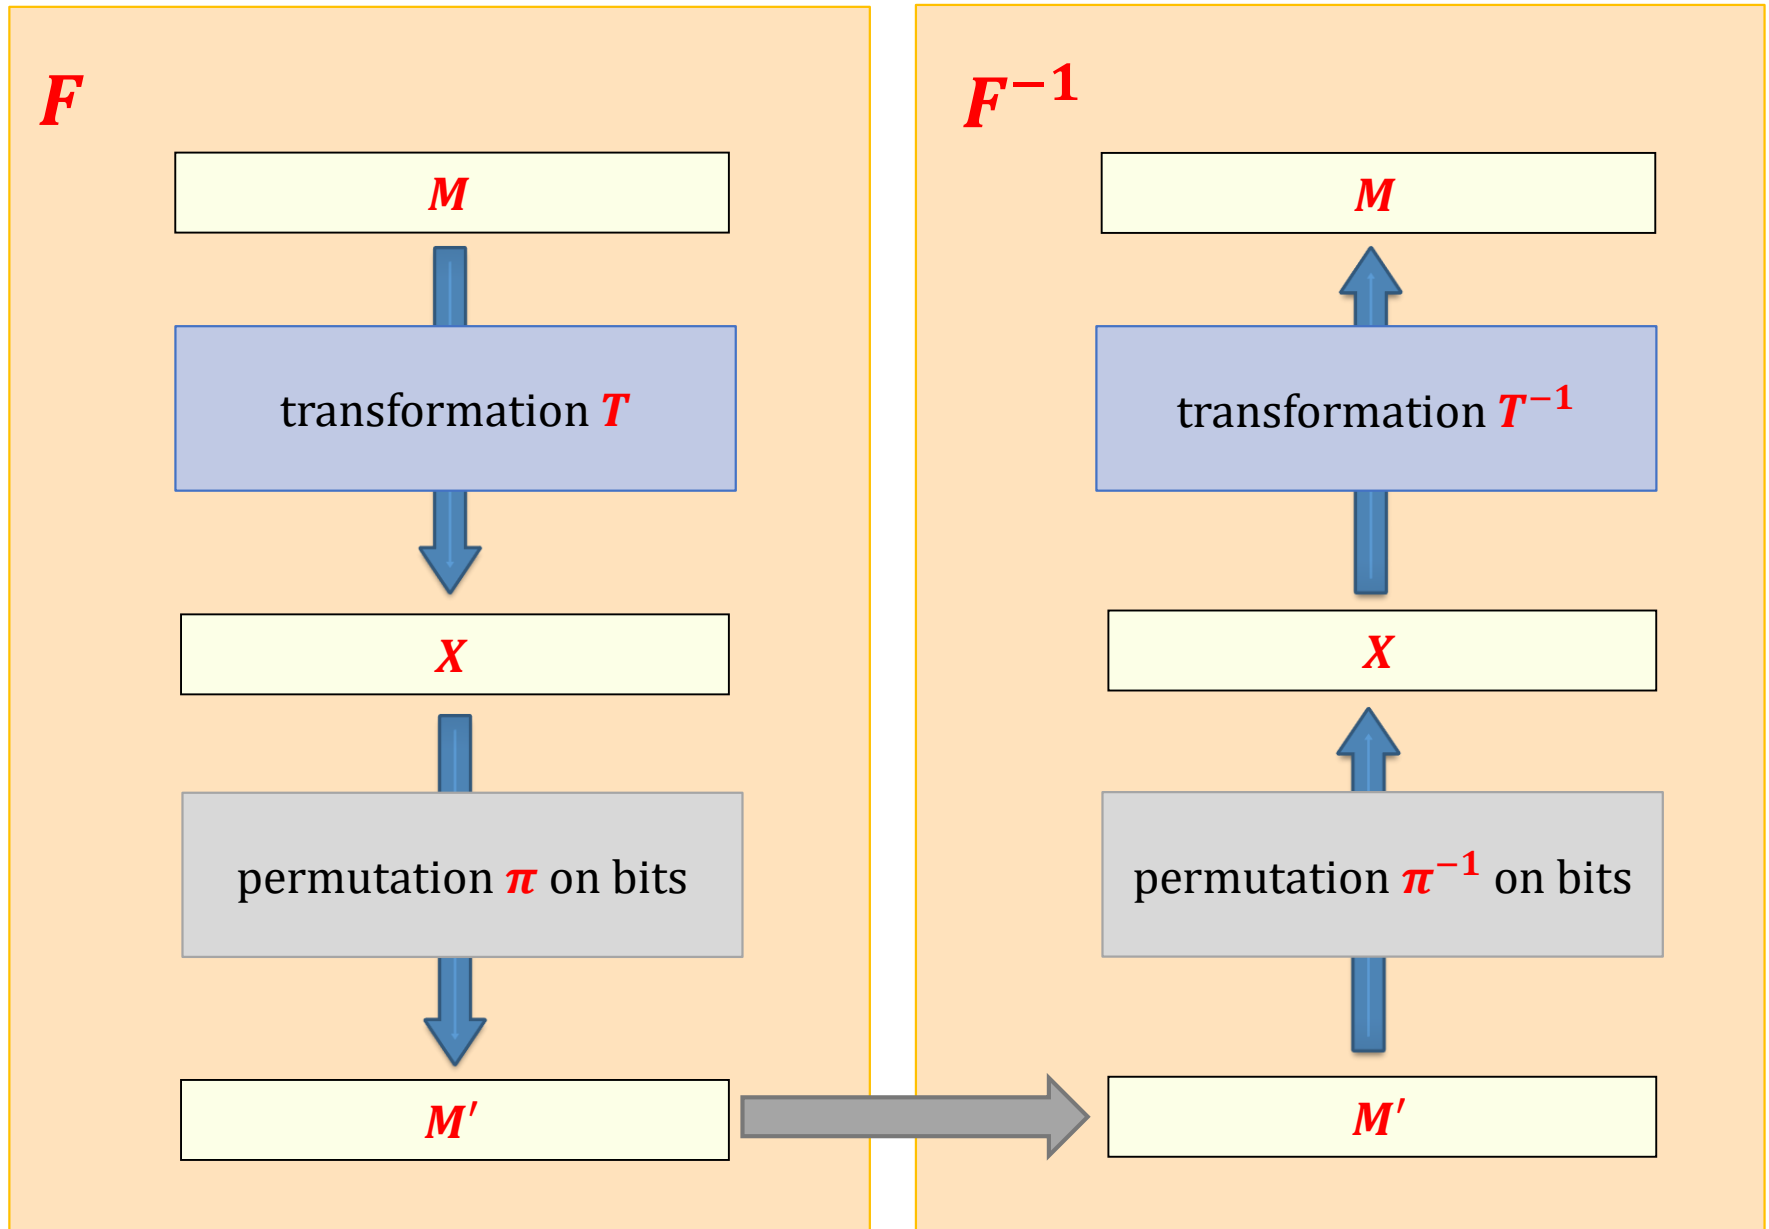 F
M
transformation T
X
permutation π on bits
M′
F⁻¹
M
transformation T⁻¹
X
permutation π⁻¹ on bits
M′